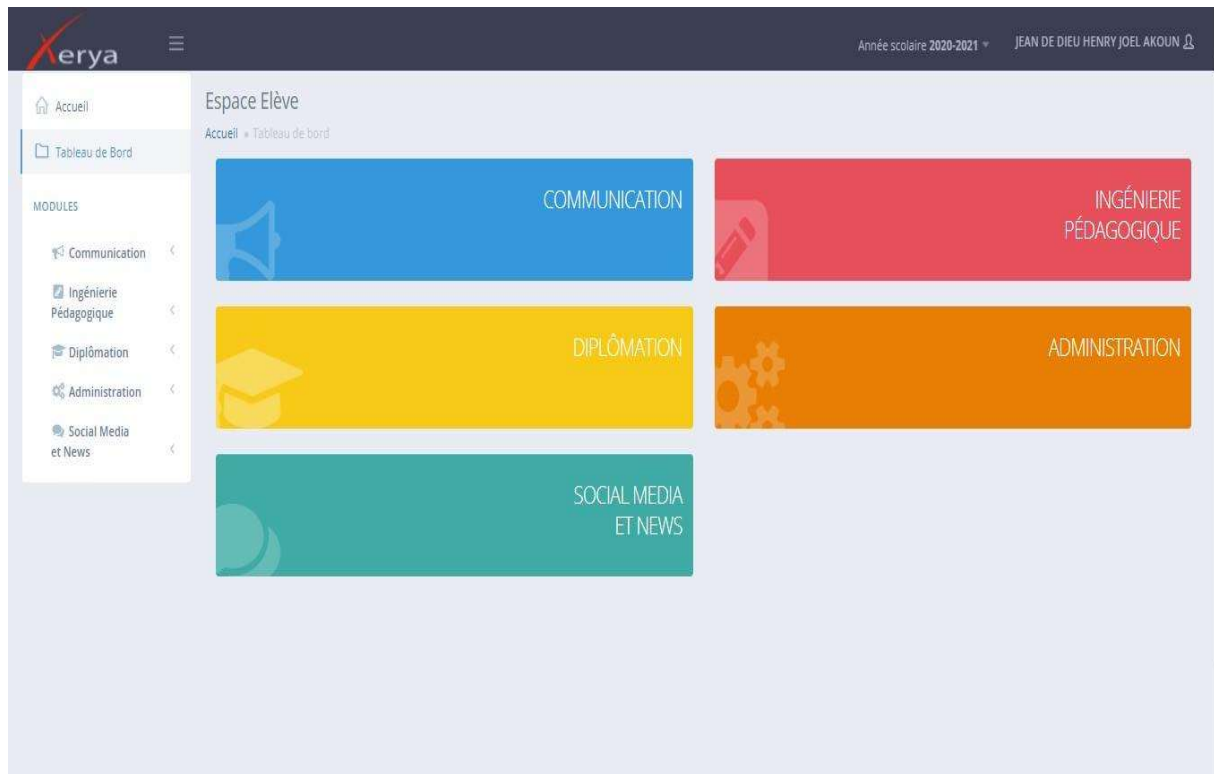 Xerya
Année scolaire 2020-2021
JEAN DE DIEU HENRY JOEL AKOUN
Accueil
Tableau de Bord
MODULES
Communication
Ingénierie
Pédagogique
Diplômation
Administration
Social Media
et News
Espace Elève
Accueil » Tableau de bord
COMMUNICATION
INGÉNIERIE
PÉDAGOGIQUE
DIPLÔMATION
ADMINISTRATION
SOCIAL MEDIA
ET NEWS